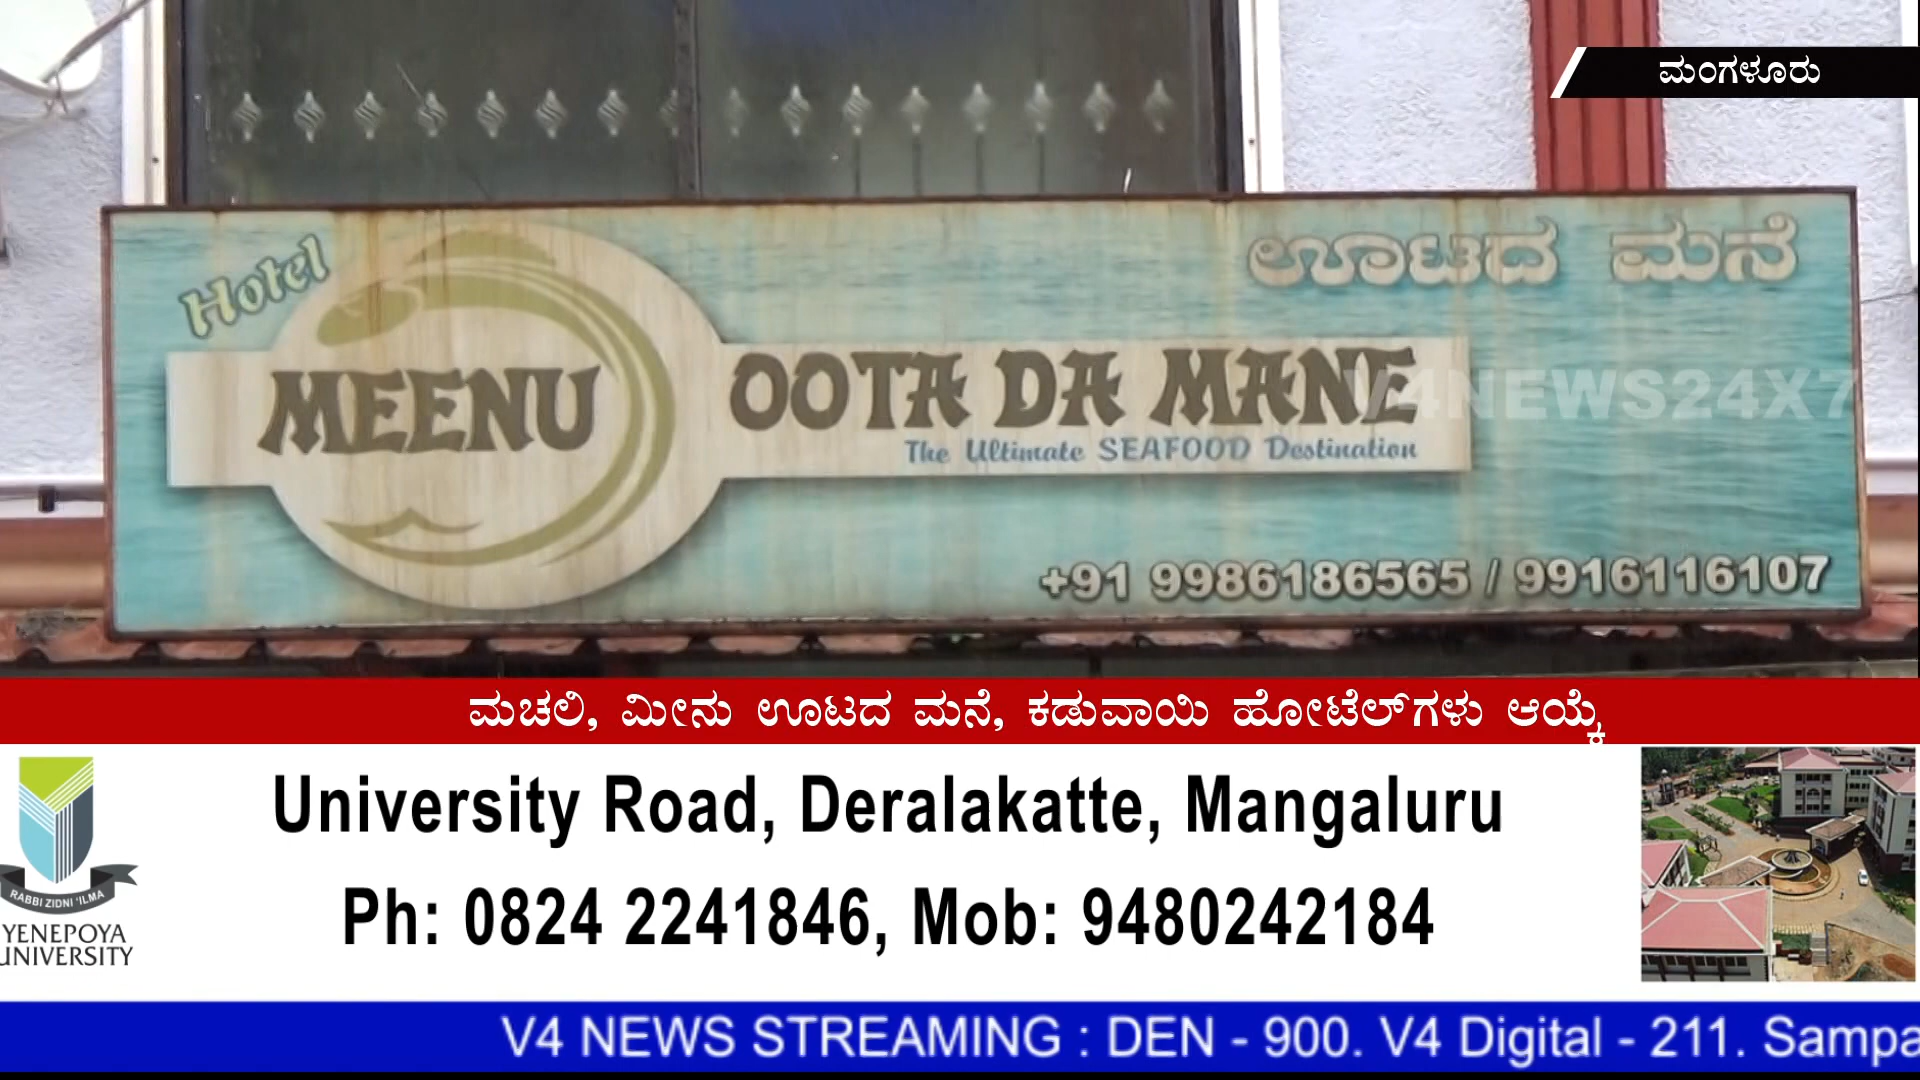 ಮಂಗಳೂರು
Hotel
ಊಟದ ಮನೆ
MEENU OOTA DA MANE
V4NEWS24X7
The Ultimate SEAFOOD Destination
+91 9986186565 / 9916116107
ಮಚಲಿ, ಮೀನು ಊಟದ ಮನೆ, ಕಡುವಾಯಿ ಹೋಟೆಲ್‌ಗಳು ಆಯ್ಕೆ
University Road, Deralakatte, Mangaluru
Ph: 0824 2241846, Mob: 9480242184
RABBI ZIDNI 'ILMA
YENEPOYA
UNIVERSITY
V4 NEWS STREAMING : DEN - 900. V4 Digital - 211. Sampa